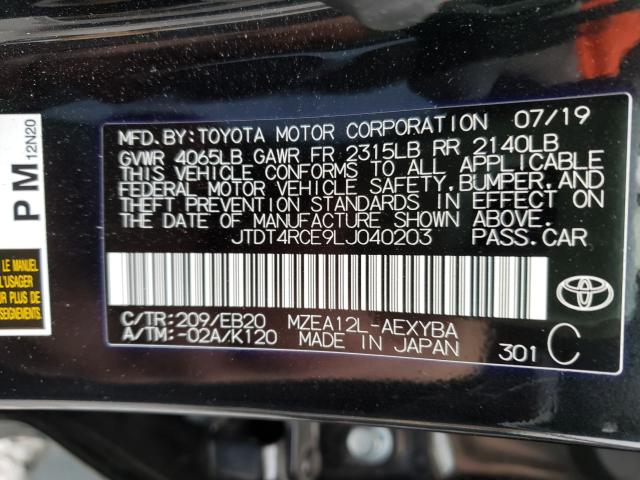 PM 12N20
LE MANUEL
L'USAGER
POUR PLUS DE
MFD. BY: TOYOTA MOTOR CORPORATION 07/19
GVWR 4065LB GAWR FR 2315LB RR 2140LB
THIS VEHICLE CONFORMS TO ALL APPLICABLE
FEDERAL MOTOR VEHICLE SAFETY, BUMPER, AND
THEFT PREVENTION STANDARDS IN EFFECT ON
THE DATE OF MANUFACTURE SHOWN ABOVE.
JTDT4RCE9LJ040203 PASS.CAR
C/TR:209/EB20 MZEA12L-AEXYBA
A/TM:-02A/K120 MADE IN JAPAN 301 C